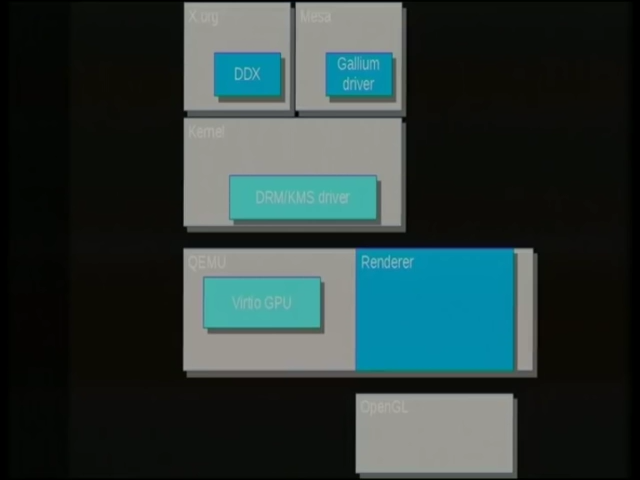 X.org
Mesa
DDX
Gallium
driver
Kernel
DRM/KMS driver
QEMU
Renderer
Virtio GPU
OpenGL